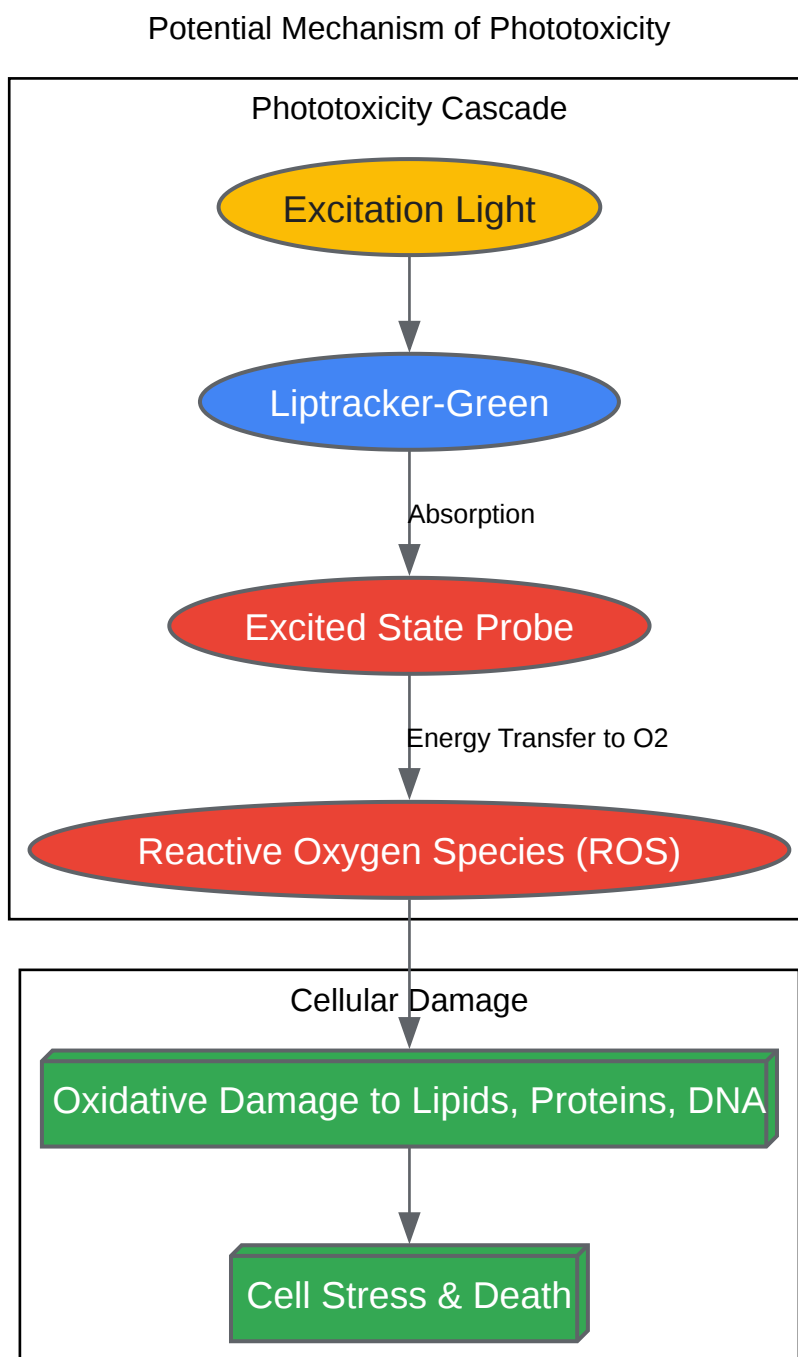 Potential Mechanism of Phototoxicity
Phototoxicity Cascade
Excitation Light
Liptracker-Green
Absorption
Excited State Probe
Energy Transfer to O2
Reactive Oxygen Species (ROS)
Cellular Damage
Oxidative Damage to Lipids, Proteins, DNA
Cell Stress & Death